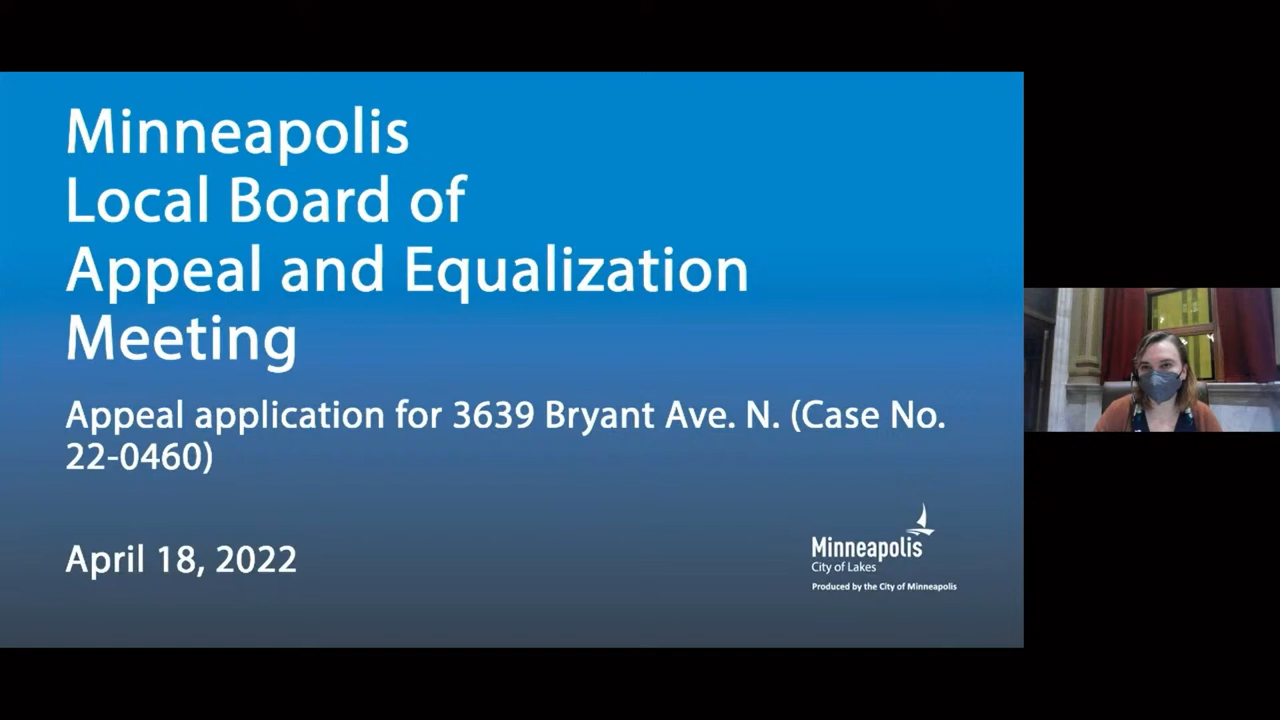 Minneapolis
Local Board of
Appeal and Equalization
Meeting
Appeal application for 3639 Bryant Ave. N. (Case No.
22-0460)
April 18, 2022
Minneapolis
City of Lakes
Produced by the City of Minneapolis